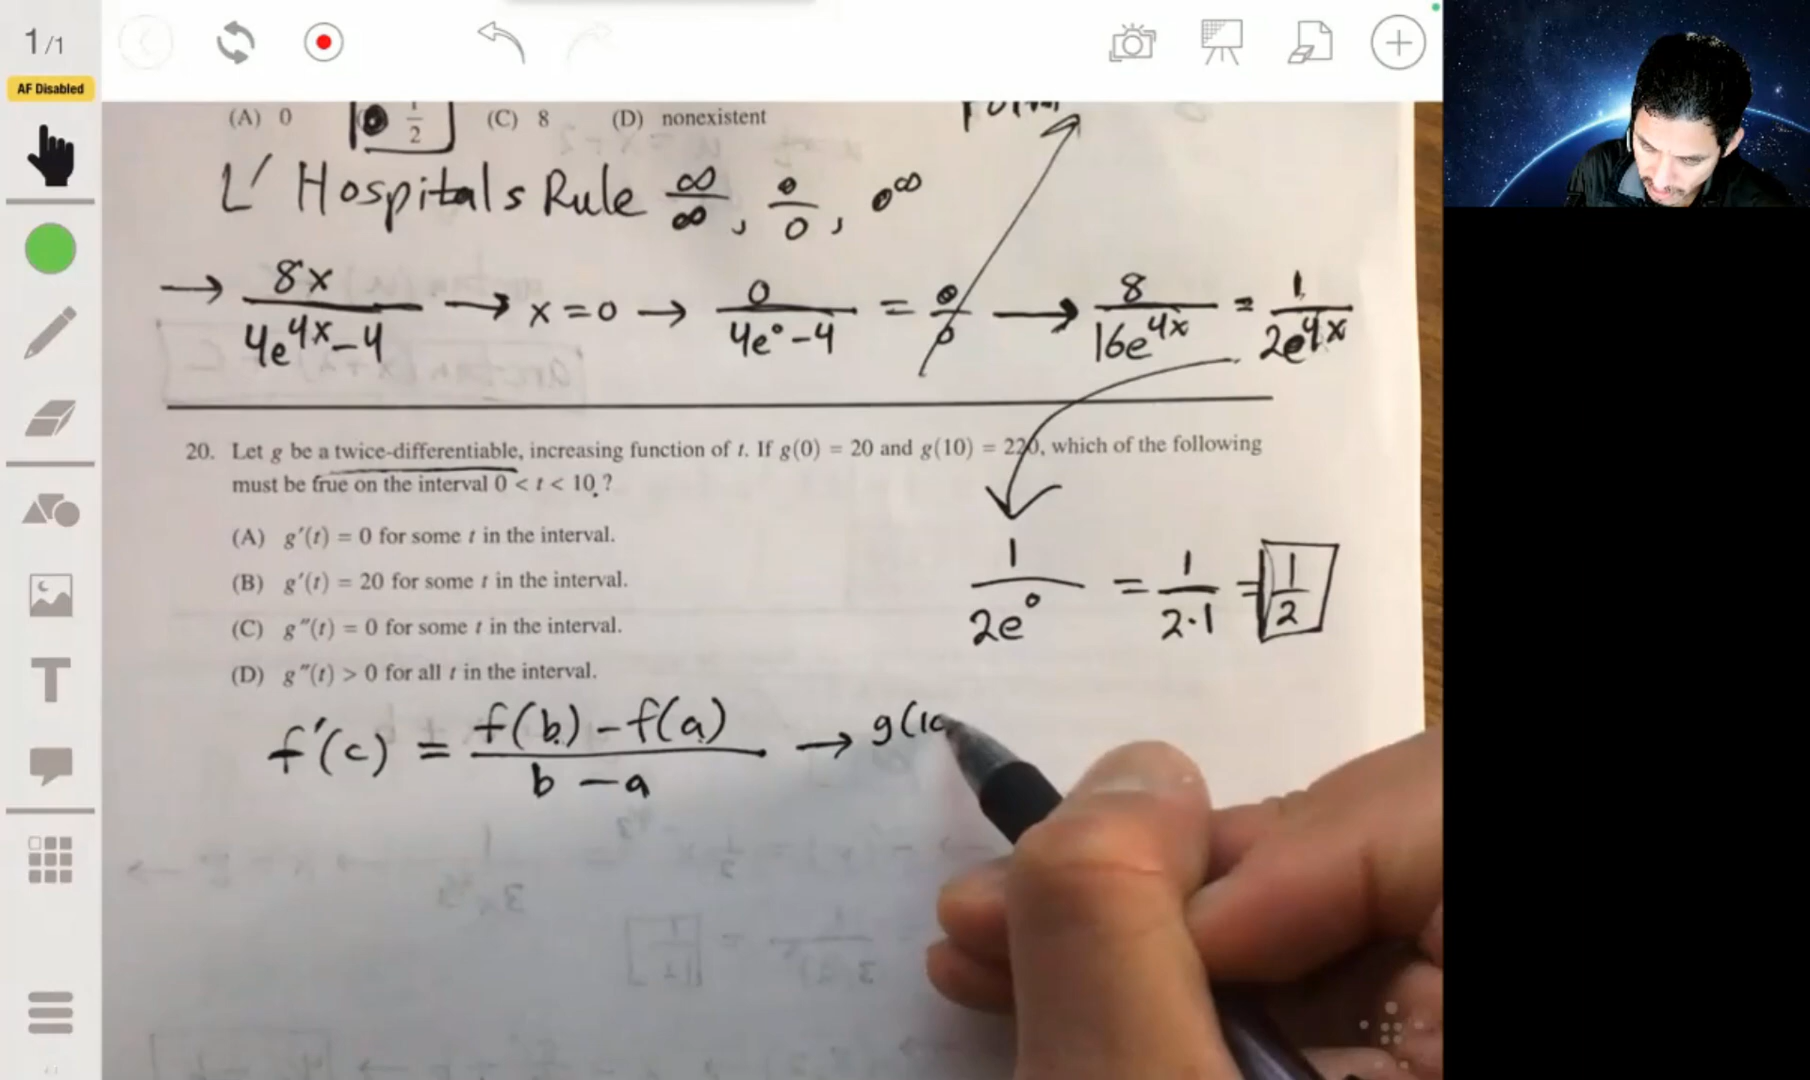 1/1
AF Disabled
(A) 0
1/2
(C) 8
(D) nonexistent
L' Hospitals Rule ∞/∞, 0/0, 0^∞
→ 8x/(4e^4x-4) → x=0 → 0/(4e°-4) = 0/0 → 8/(16e^4x) = 1/(2e^4x)
20. Let g be a twice-differentiable, increasing function of t. If g(0) = 20 and g(10) = 220, which of the following
must be true on the interval 0 < t < 10 ?
(A) g′(t) = 0 for some t in the interval.
(B) g′(t) = 20 for some t in the interval.
(C) g″(t) = 0 for some t in the interval.
(D) g″(t) > 0 for all t in the interval.
1/(2e^0) = 1/(2·1) = 1/2
f'(c) = (f(b)-f(a))/(b-a) → g(10
T